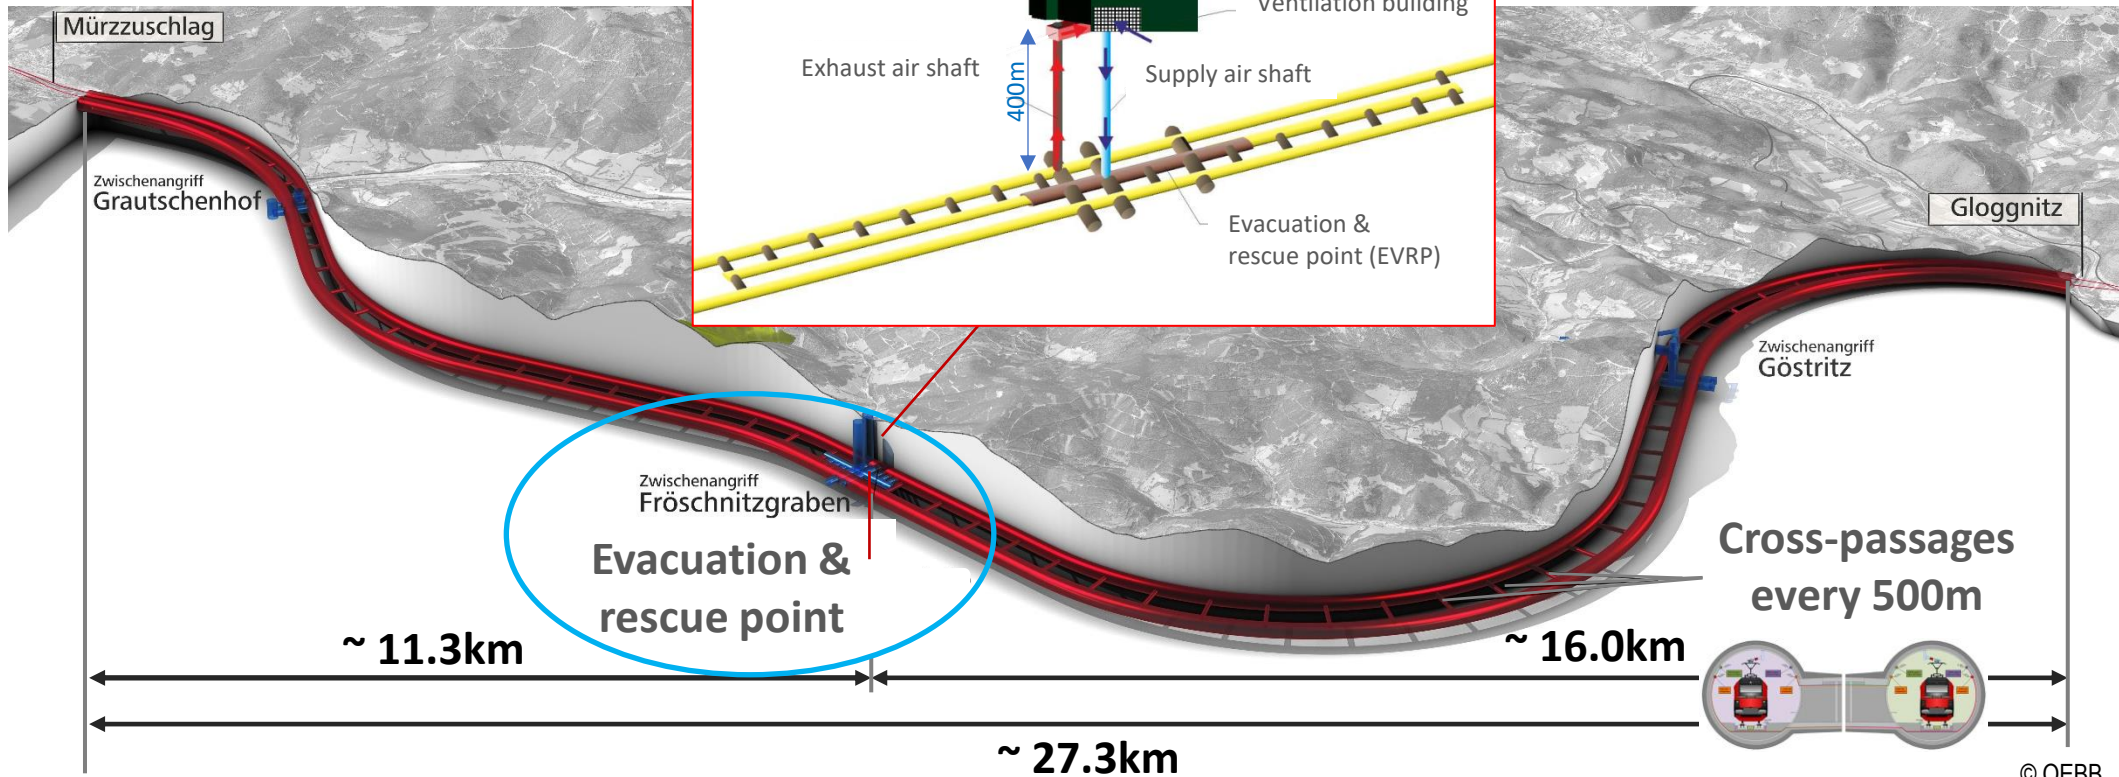 Mürzzuschlag
Ventilation building
Exhaust air shaft
400m
Supply air shaft
Evacuation &
rescue point (EVRP)
Zwischenangriff
Grautschenhof
Gloggnitz
Zwischenangriff
Göstritz
Zwischenangriff
Fröschnitzgraben
Evacuation &
rescue point
Cross-passages
every 500m
~ 11.3km
~ 16.0km
~ 27.3km
© OEBB